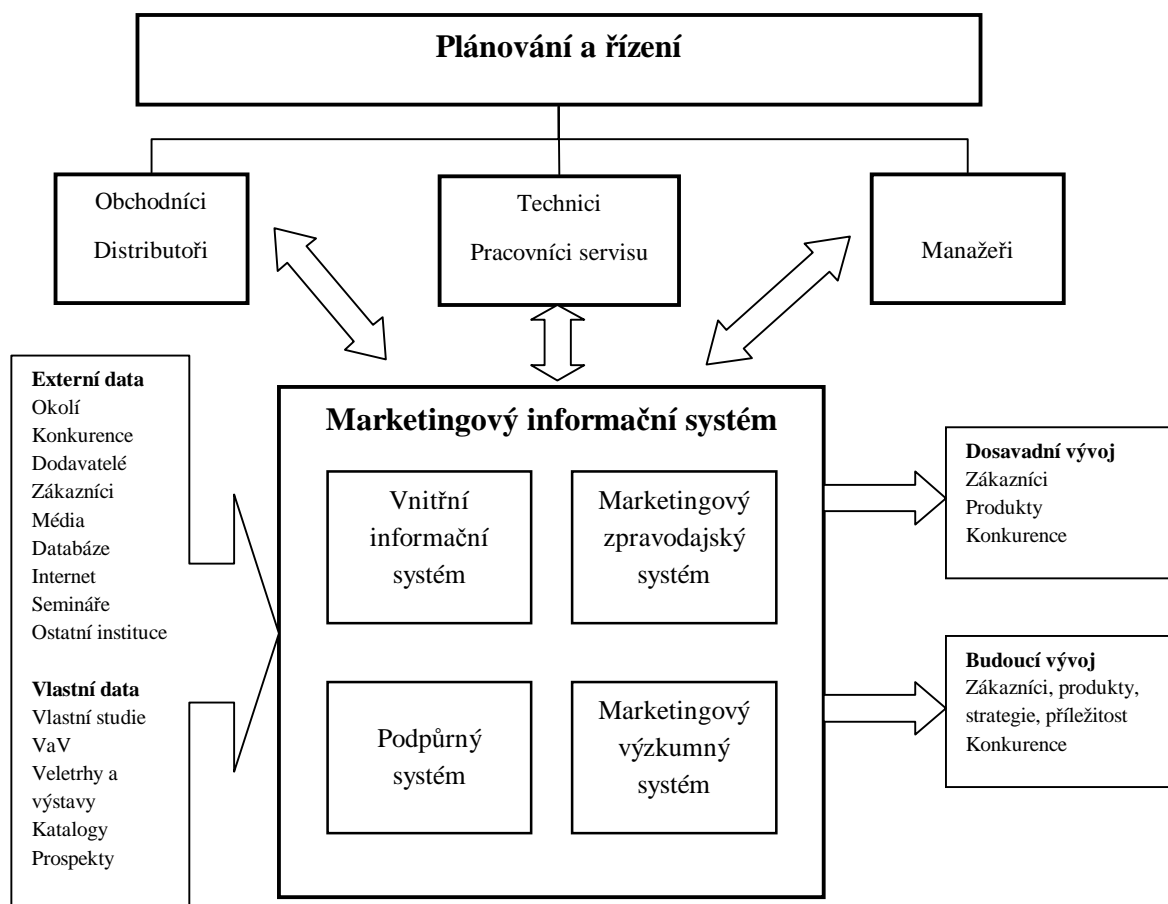 Plánování a řízení
Obchodníci
Distributoři
Technici
Pracovníci servisu
Manažeři
Externí data
Okolí
Konkurence
Dodavatelé
Zákazníci
Média
Databáze
Internet
Semináře
Ostatní instituce
Vlastní data
Vlastní studie
VaV
Veletrhy a
výstavy
Katalogy
Prospekty
Marketingový informační systém
Vnitřní
informační
systém
Marketingový
zpravodajský
systém
Podpůrný
systém
Marketingový
výzkumný
systém
Dosavadní vývoj
Zákazníci
Produkty
Konkurence
Budoucí vývoj
Zákazníci, produkty,
strategie, příležitost
Konkurence